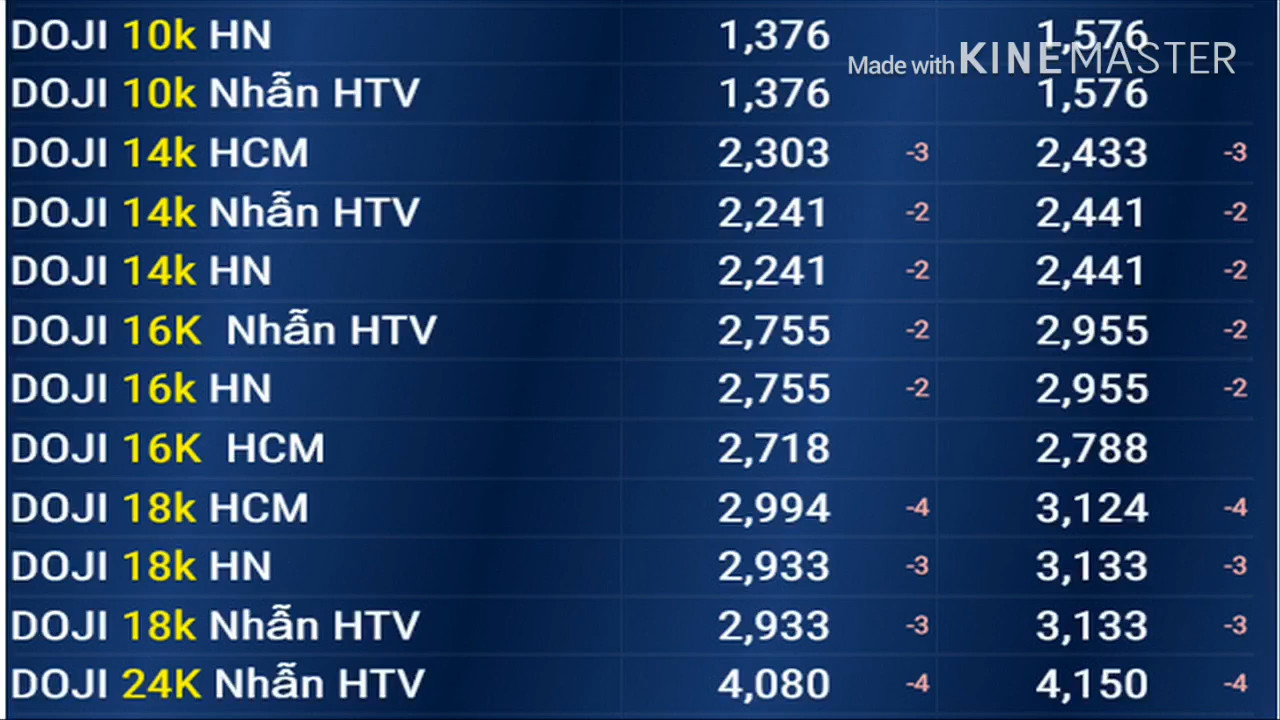 DOJI 10k HN 1,376 1,576
Made with KINEMASTER
DOJI 10k Nhẫn HTV 1,376 1,576
DOJI 14k HCM 2,303 -3 2,433 -3
DOJI 14k Nhẫn HTV 2,241 -2 2,441 -2
DOJI 14k HN 2,241 -2 2,441 -2
DOJI 16K Nhẫn HTV 2,755 -2 2,955 -2
DOJI 16k HN 2,755 -2 2,955 -2
DOJI 16K HCM 2,718 2,788
DOJI 18k HCM 2,994 -4 3,124 -4
DOJI 18k HN 2,933 -3 3,133 -3
DOJI 18k Nhẫn HTV 2,933 -3 3,133 -3
DOJI 24K Nhẫn HTV 4,080 -4 4,150 -4